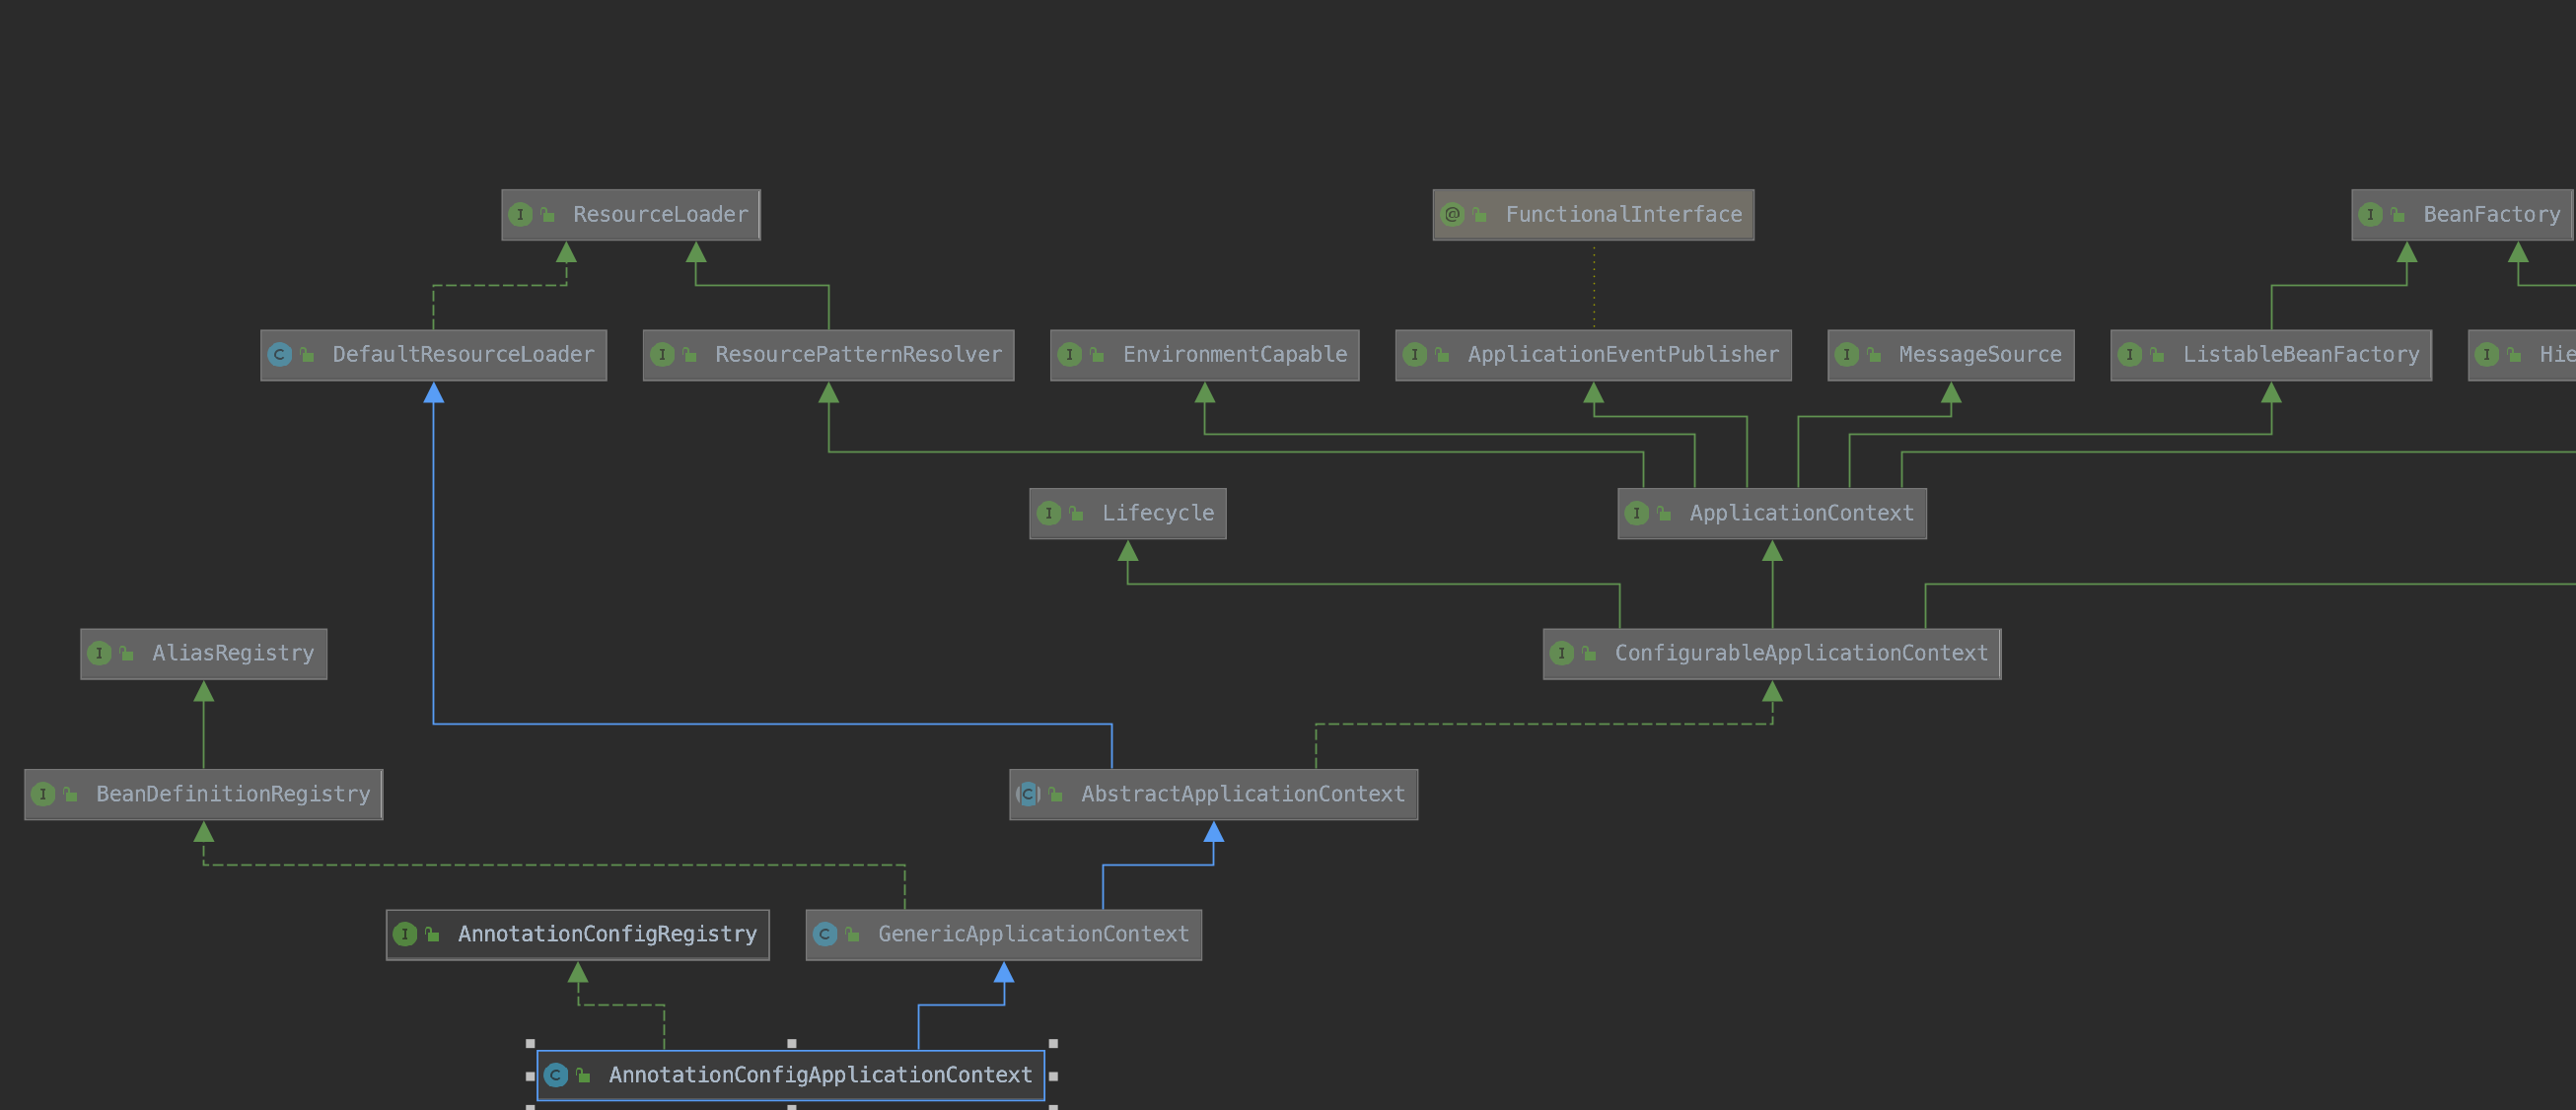 ResourceLoader
FunctionalInterface
BeanFactory
DefaultResourceLoader
ResourcePatternResolver
EnvironmentCapable
ApplicationEventPublisher
MessageSource
ListableBeanFactory
Hie
Lifecycle
ApplicationContext
AliasRegistry
ConfigurableApplicationContext
BeanDefinitionRegistry
AbstractApplicationContext
AnnotationConfigRegistry
GenericApplicationContext
AnnotationConfigApplicationContext